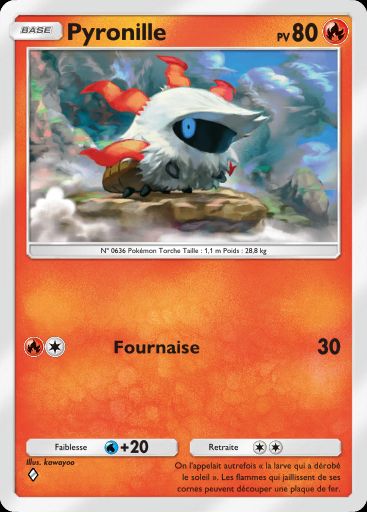 BASE Pyronille PV 80
N° 0636 Pokémon Torche Taille : 1,1 m Poids : 28,8 kg
Fournaise 30
Faiblesse +20 Retraite
Illus. kawayoo
On l'appelait autrefois « la larve qui a dérobé
le soleil ». Les flammes qui jaillissent de ses
cornes peuvent découper une plaque de fer.